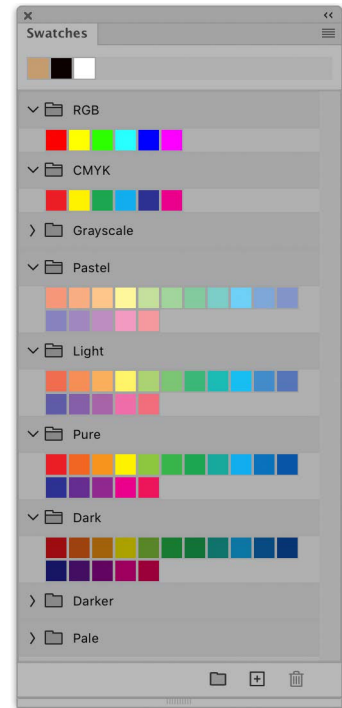 Swatches
RGB
CMYK
Grayscale
Pastel
Light
Pure
Dark
Darker
Pale